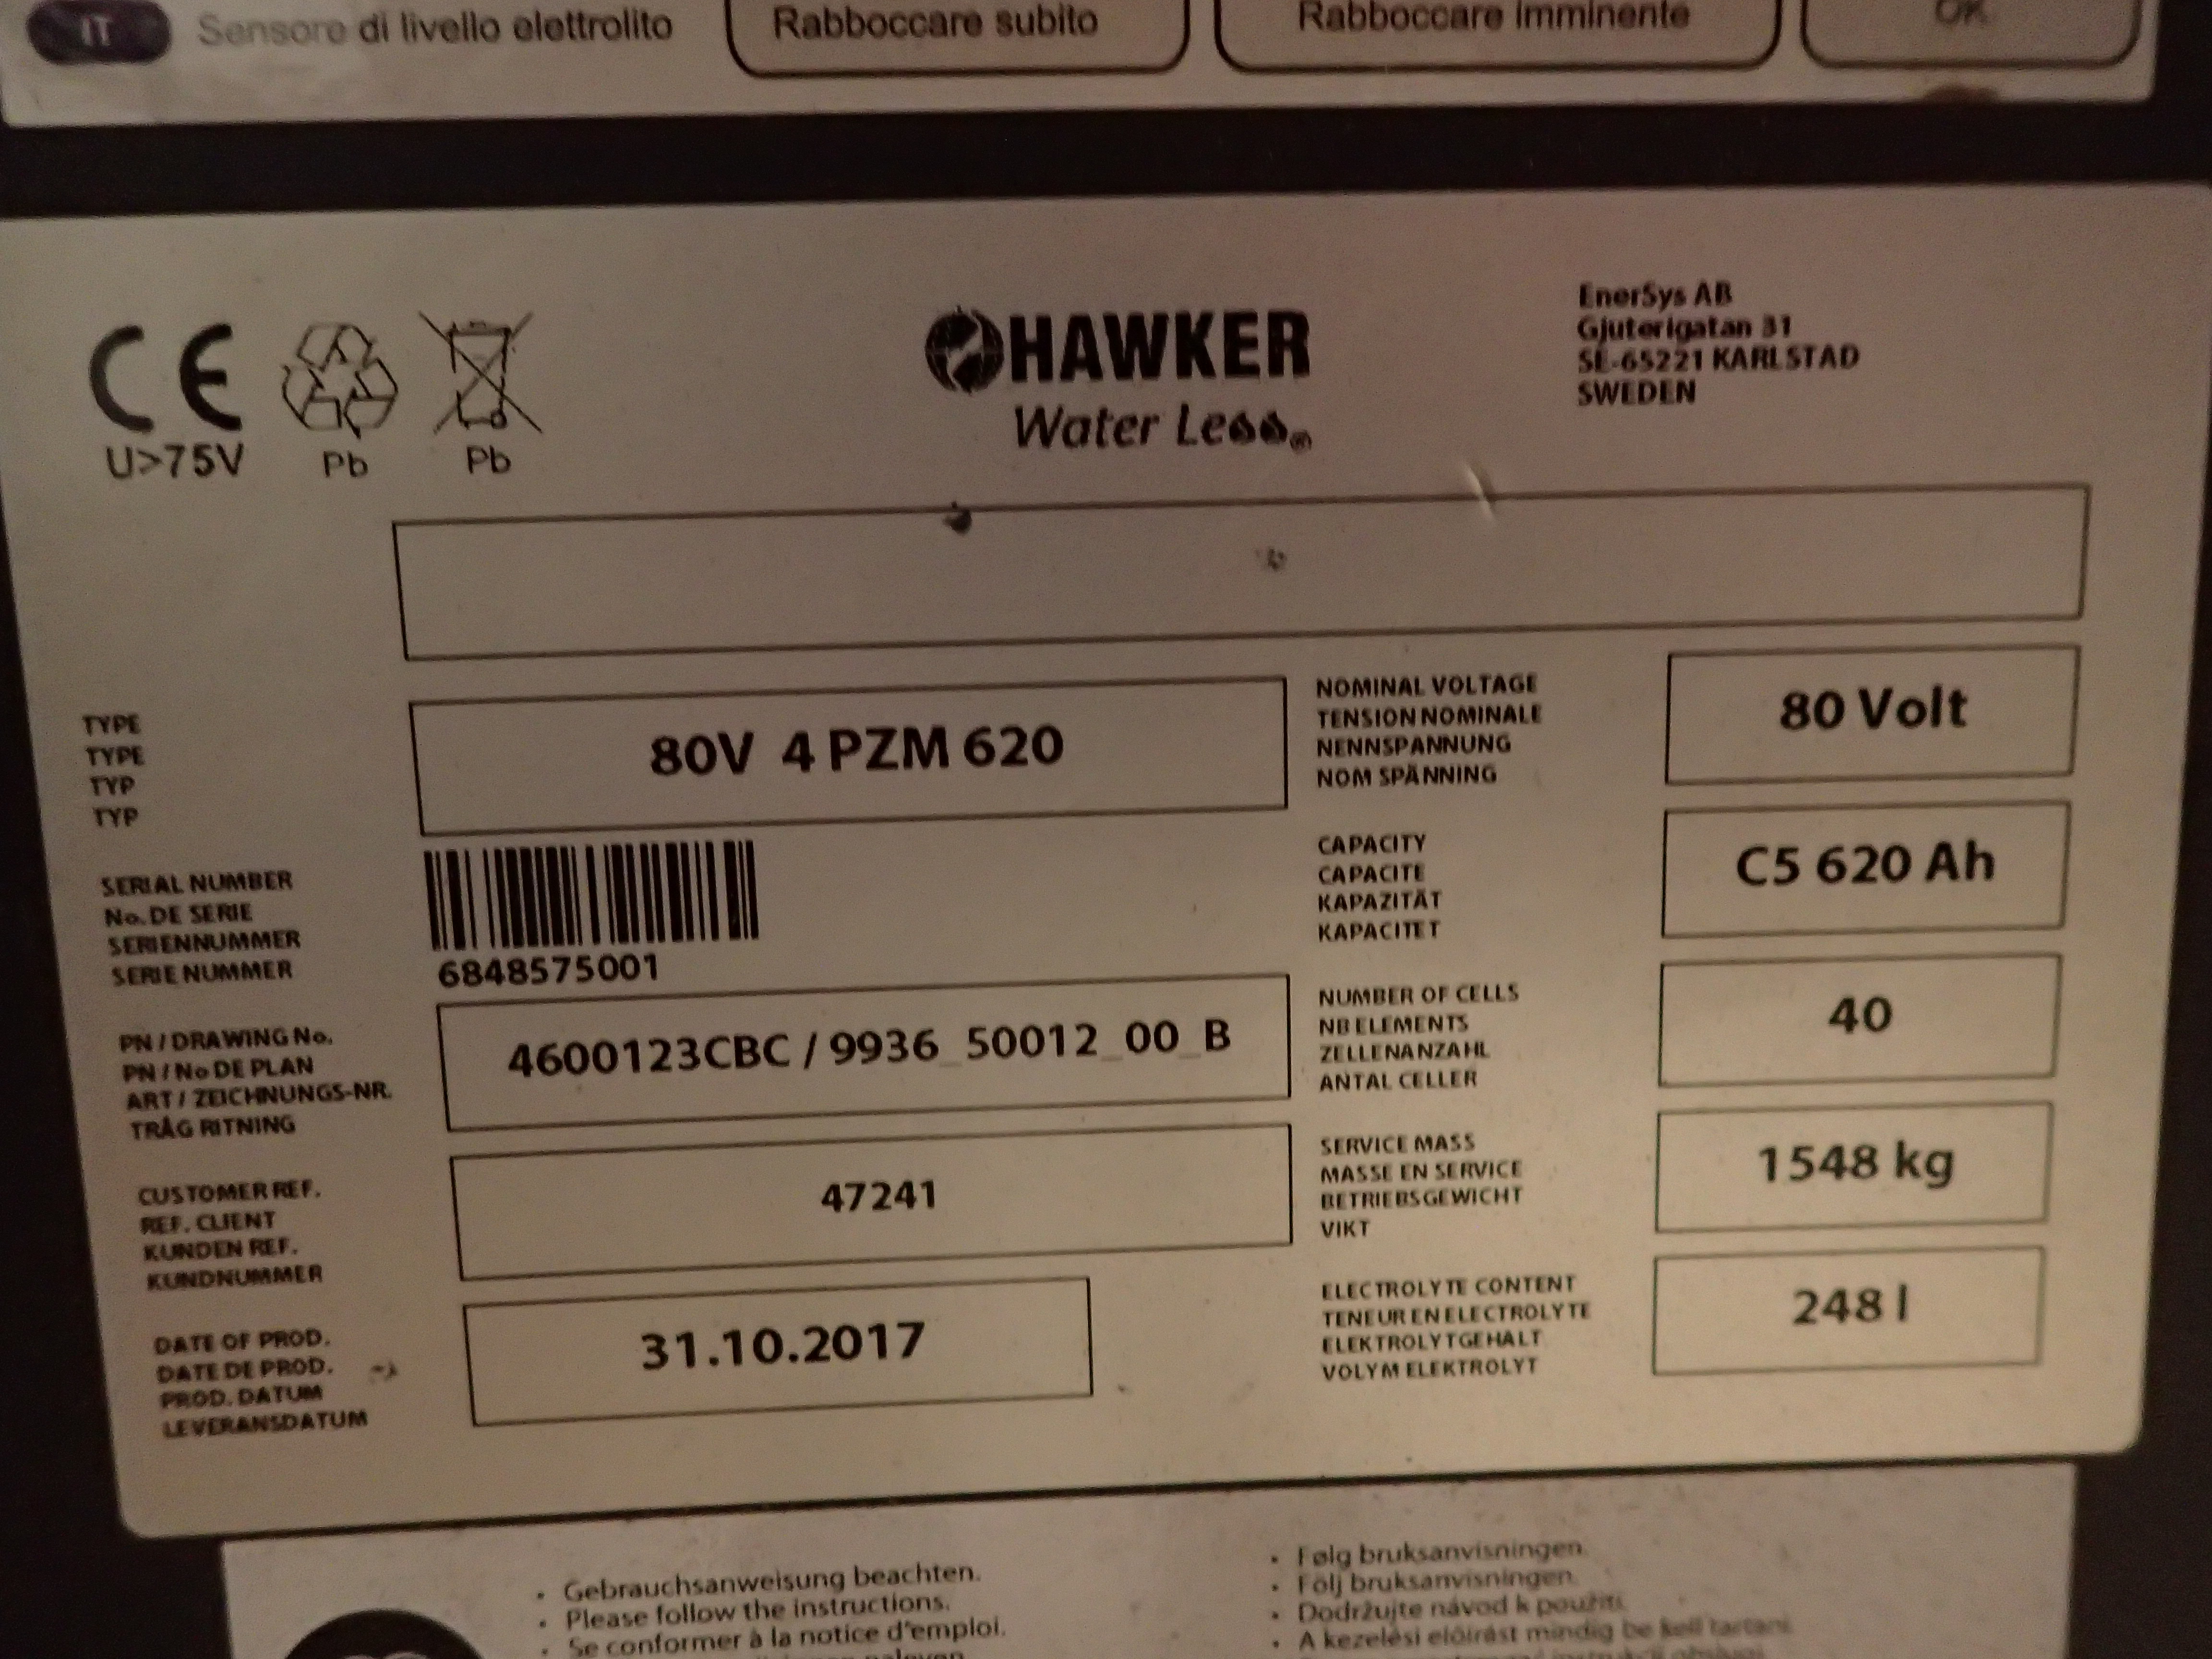 IT Sensore di livello elettrolito Rabboccare subito Rabboccare imminente OK
CE
U>75V
Pb
Pb
HAWKER
Water Less®
EnerSys AB
Gjuterigatan 31
SE-65221 KARLSTAD
SWEDEN
TYPE
TYPE
TYP
TYP
80V 4 PZM 620
NOMINAL VOLTAGE
TENSION NOMINALE
NENNSPANNUNG
NOM SPÄNNING
80 Volt
SERIAL NUMBER
No. DE SERIE
SERIENNUMMER
SERIE NUMMER
6848575001
CAPACITY
CAPACITE
KAPAZITÄT
KAPACITET
C5 620 Ah
PN / DRAWING No.
PN / No DE PLAN
ART / ZEICHNUNGS-NR.
TRÅG RITNING
4600123CBC / 9936_50012_00_B
NUMBER OF CELLS
NB ELEMENTS
ZELLENANZAHL
ANTAL CELLER
40
CUSTOMER REF.
REF. CLIENT
KUNDEN REF.
KUNDNUMMER
47241
SERVICE MASS
MASSE EN SERVICE
BETRIEBSGEWICHT
VIKT
1548 kg
DATE OF PROD.
DATE DE PROD.
PROD. DATUM
LEVERANSDATUM
31.10.2017
ELECTROLYTE CONTENT
TENEUR EN ELECTROLYTE
ELEKTROLYTGEHALT
VOLYM ELEKTROLYT
248 l
• Gebrauchsanweisung beachten.
• Please follow the instructions.
• Se conformer à la notice d'emploi.
• Følg bruksanvisningen
• Följ bruksanvisningen
• Dodržujte návod k použití
• A kezelési előírást mindig be kell tartani